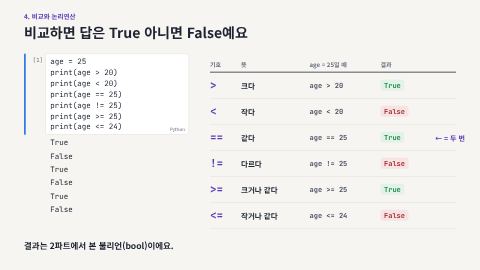 4. 비교와 논리연산
비교하면 답은 True 아니면 False예요
[1]
age = 25
print(age > 20)
print(age < 20)
print(age == 25)
print(age != 25)
print(age >= 25)
print(age <= 24)
Python
True
False
True
False
True
False
기호 뜻 age = 25일 때 결과
> 크다 age > 20 True
< 작다 age < 20 False
== 같다 age == 25 True ← = 두 번
!= 다르다 age != 25 False
>= 크거나 같다 age >= 25 True
<= 작거나 같다 age <= 24 False
결과는 2파트에서 본 불리언(bool)이에요.